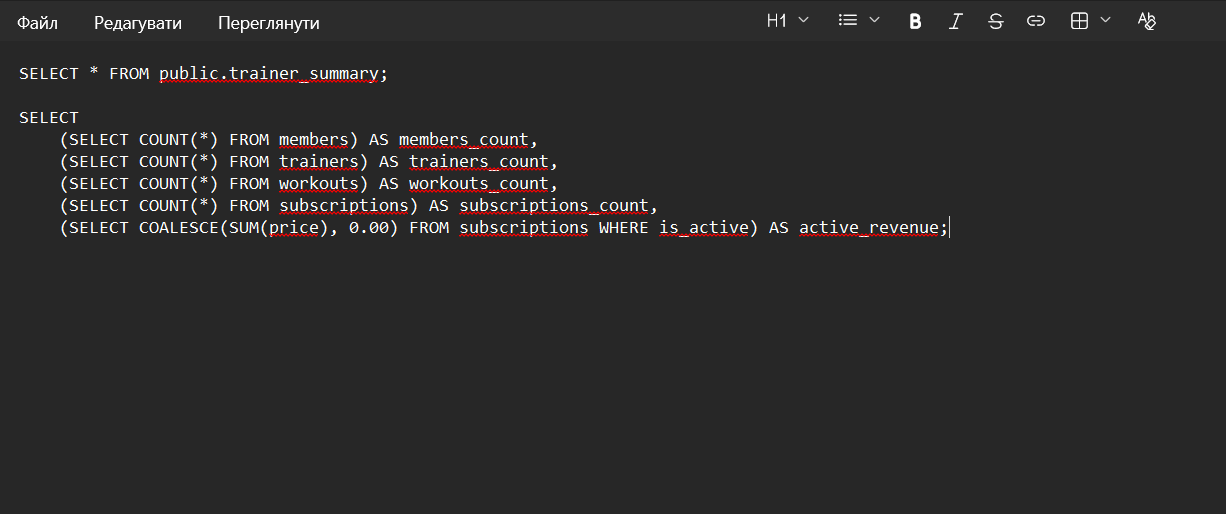 Файл Редагувати Переглянути H1 B I S A
SELECT * FROM public.trainer_summary;
SELECT
(SELECT COUNT(*) FROM members) AS members_count,
(SELECT COUNT(*) FROM trainers) AS trainers_count,
(SELECT COUNT(*) FROM workouts) AS workouts_count,
(SELECT COUNT(*) FROM subscriptions) AS subscriptions_count,
(SELECT COALESCE(SUM(price), 0.00) FROM subscriptions WHERE is_active) AS active_revenue;